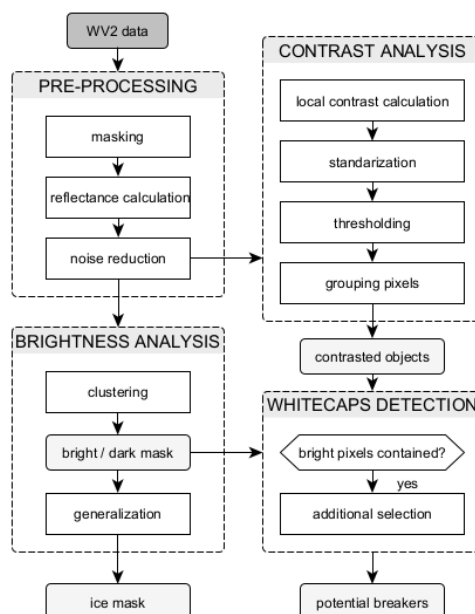 WV2 data
PRE-PROCESSING
masking
reflectance calculation
noise reduction
BRIGHTNESS ANALYSIS
clustering
bright / dark mask
generalization
ice mask
CONTRAST ANALYSIS
local contrast calculation
standarization
thresholding
grouping pixels
contrasted objects
WHITECAPS DETECTION
bright pixels contained?
yes
additional selection
potential breakers